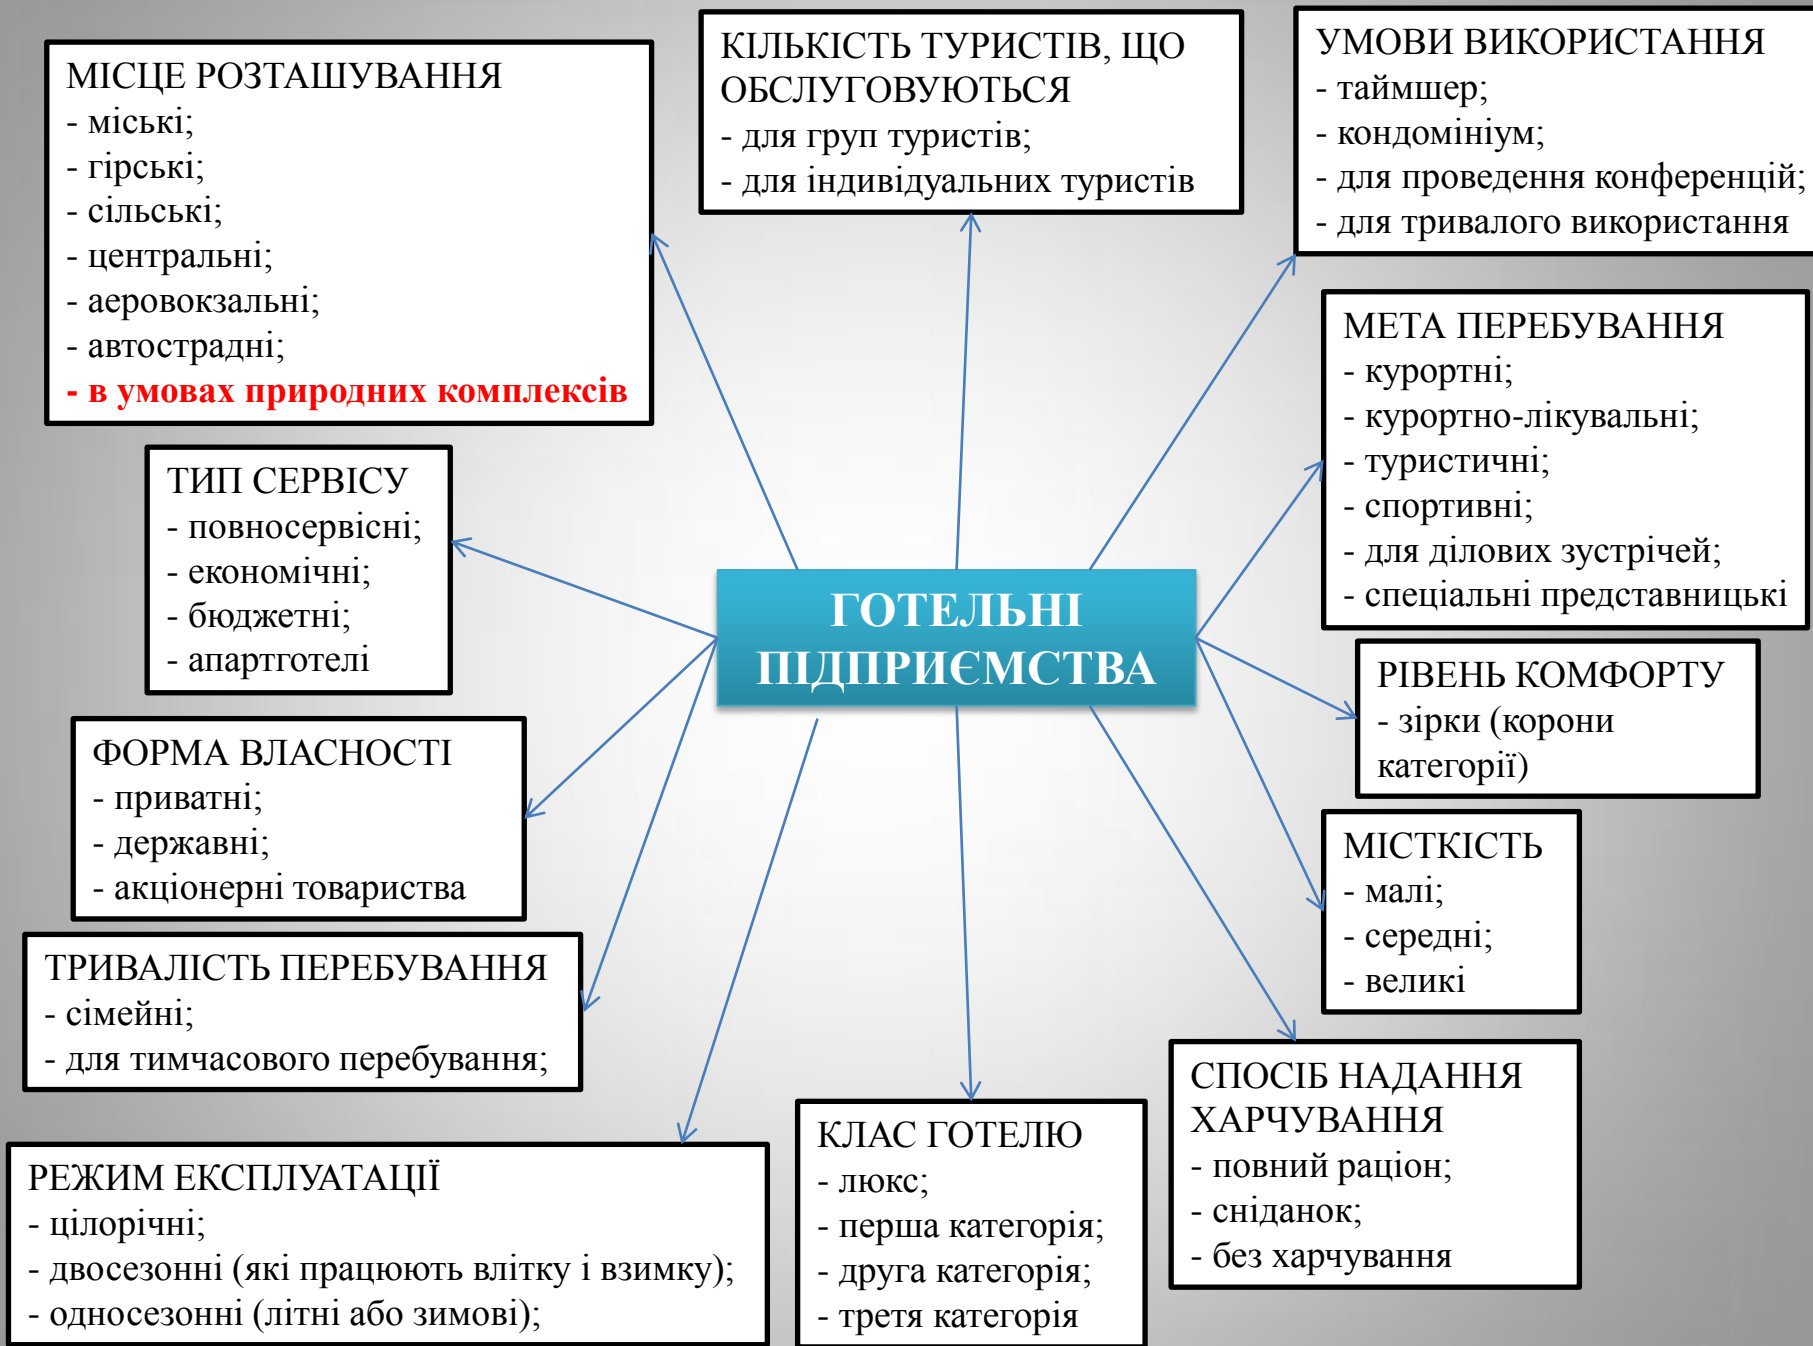 МІСЦЕ РОЗТАШУВАННЯ
- міські;
- гірські;
- сільські;
- центральні;
- аеровокзальні;
- автострадні;
- в умовах природних комплексів
КІЛЬКІСТЬ ТУРИСТІВ, ЩО
ОБСЛУГОВУЮТЬСЯ
- для груп туристів;
- для індивідуальних туристів
УМОВИ ВИКОРИСТАННЯ
- таймшер;
- кондомініум;
- для проведення конференцій;
- для тривалого використання
МЕТА ПЕРЕБУВАННЯ
- курортні;
- курортно-лікувальні;
- туристичні;
- спортивні;
- для ділових зустрічей;
- спеціальні представницькі
ТИП СЕРВІСУ
- повносервісні;
- економічні;
- бюджетні;
- апартготелі
ГОТЕЛЬНІ
ПІДПРИЄМСТВА
РІВЕНЬ КОМФОРТУ
- зірки (корони
категорії)
ФОРМА ВЛАСНОСТІ
- приватні;
- державні;
- акціонерні товариства
МІСТКІСТЬ
- малі;
- середні;
- великі
ТРИВАЛІСТЬ ПЕРЕБУВАННЯ
- сімейні;
- для тимчасового перебування;
СПОСІБ НАДАННЯ
ХАРЧУВАННЯ
- повний раціон;
- сніданок;
- без харчування
КЛАС ГОТЕЛЮ
- люкс;
- перша категорія;
- друга категорія;
- третя категорія
РЕЖИМ ЕКСПЛУАТАЦІЇ
- цілорічні;
- двосезонні (які працюють влітку і взимку);
- односезонні (літні або зимові);